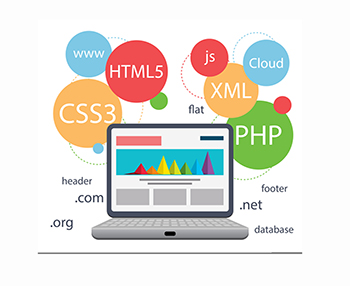 www
HTML5
js
Cloud
CSS3
XML
flat
PHP
header
footer
.com
.net
.org
database